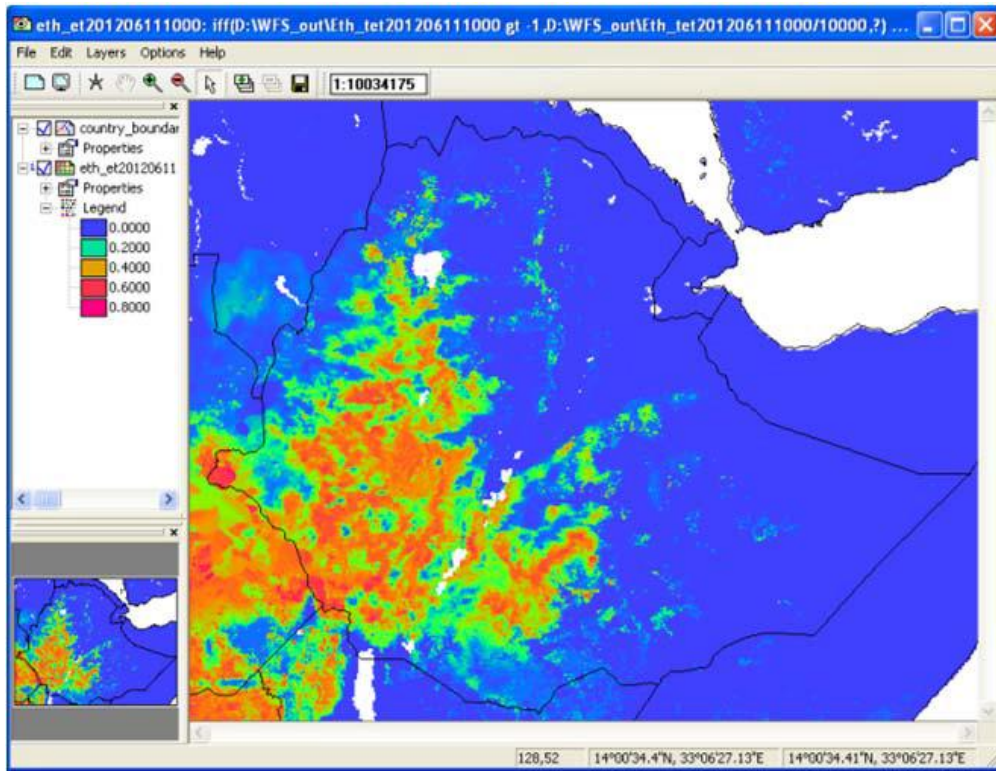 eth_et201206111000: iff(D:\WFS_out\Eth_tet201206111000 gt -1,D:\WFS_out\Eth_tet201206111000/10000,?) ...
File Edit Layers Options Help
1:10034175
country_boundar
Properties
1 eth_et20120611
Properties
Legend
0.0000
0.2000
0.4000
0.6000
0.8000
128,52 14°00'34.4"N, 33°06'27.13"E 14°00'34.41"N, 33°06'27.13"E